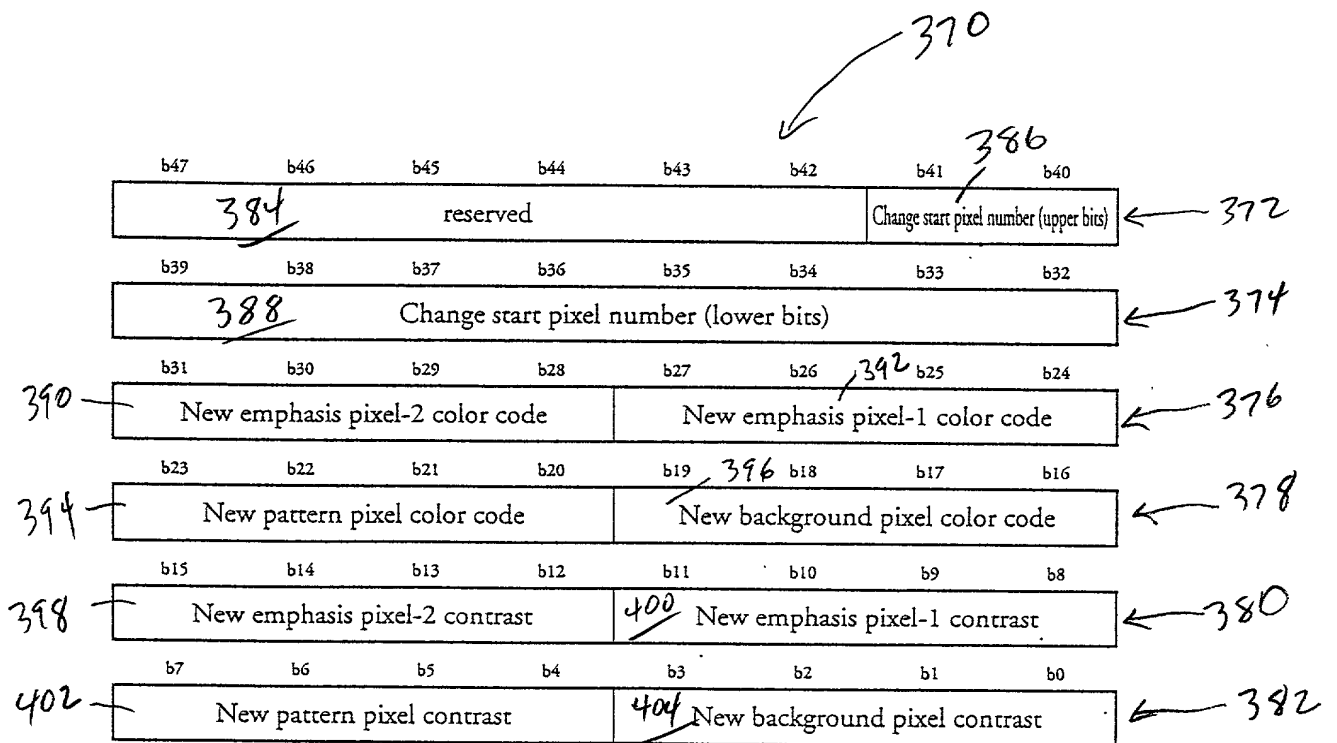 370
386
b47 b46 b45 b44 b43 b42 b41 b40
384 reserved Change start pixel number (upper bits) 372
b39 b38 b37 b36 b35 b34 b33 b32
388 Change start pixel number (lower bits) 374
b31 b30 b29 b28 b27 b26 392 b25 b24
390 New emphasis pixel-2 color code New emphasis pixel-1 color code 376
b23 b22 b21 b20 b19 396 b18 b17 b16
394 New pattern pixel color code New background pixel color code 378
b15 b14 b13 b12 b11 b10 b9 b8
398 New emphasis pixel-2 contrast 400 New emphasis pixel-1 contrast 380
b7 b6 b5 b4 b3 b2 b1 b0
402 New pattern pixel contrast 404 New background pixel contrast 382